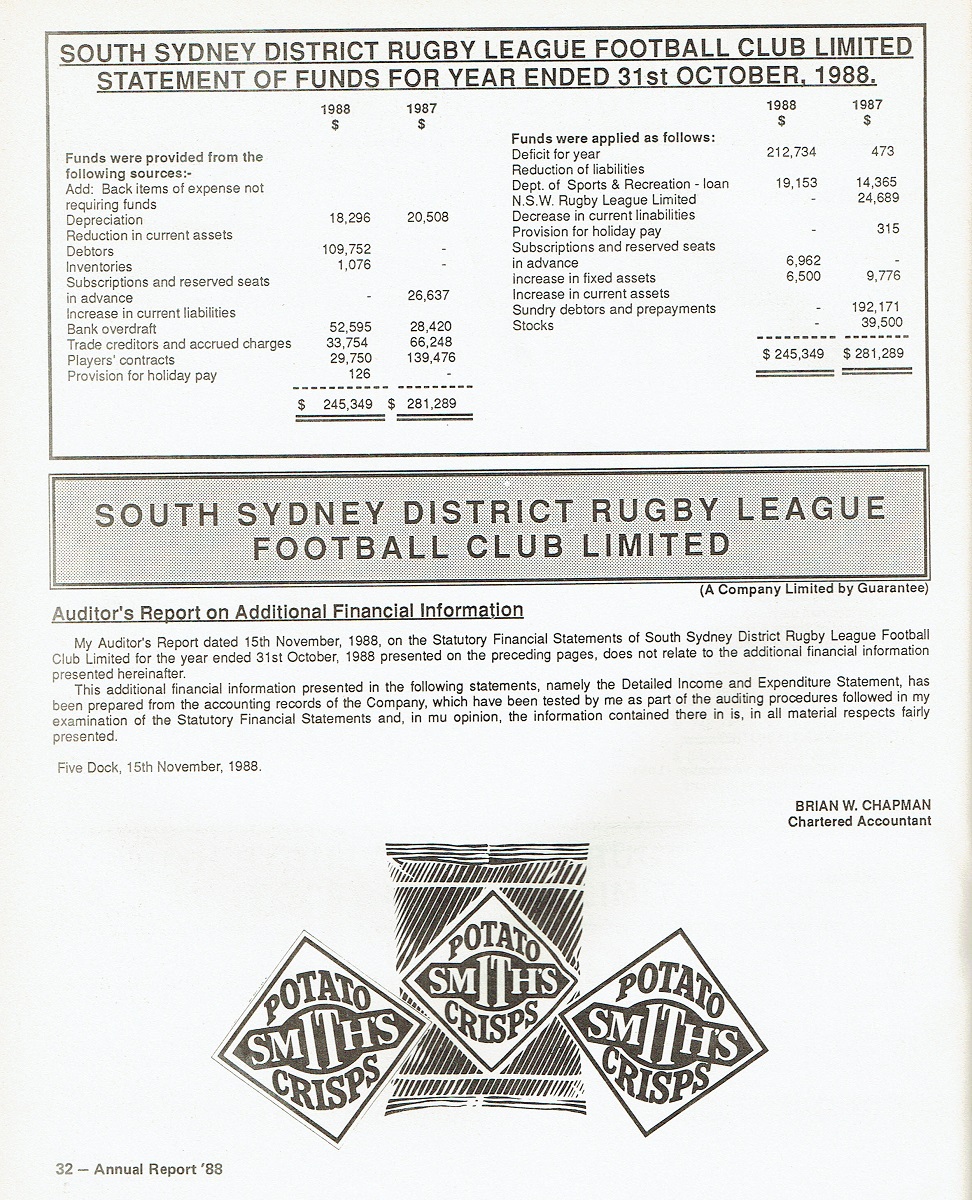 SOUTH SYDNEY DISTRICT RUGBY LEAGUE FOOTBALL CLUB LIMITED
STATEMENT OF FUNDS FOR YEAR ENDED 31st OCTOBER, 1988.
1988 1987
$ $
Funds were provided from the
following sources:-
Add: Back items of expense not
requiring funds
Depreciation 18,296 20,508
Reduction in current assets
Debtors 109,752 -
Inventories 1,076 -
Subscriptions and reserved seats
in advance - 26,637
Increase in current liabilities
Bank overdraft 52,595 28,420
Trade creditors and accrued charges 33,754 66,248
Players' contracts 29,750 139,476
Provision for holiday pay 126 -
$ 245,349 $ 281,289
1988 1987
$ $
Funds were applied as follows:
Deficit for year 212,734 473
Reduction of liabilities
Dept. of Sports & Recreation - loan 19,153 14,365
N.S.W. Rugby League Limited - 24,689
Decrease in current linabilities
Provision for holiday pay - 315
Subscriptions and reserved seats
in advance 6,962 -
Increase in fixed assets 6,500 9,776
Increase in current assets
Sundry debtors and prepayments - 192,171
Stocks - 39,500
$ 245,349 $ 281,289
SOUTH SYDNEY DISTRICT RUGBY LEAGUE
FOOTBALL CLUB LIMITED
(A Company Limited by Guarantee)
Auditor's Report on Additional Financial Information
My Auditor's Report dated 15th November, 1988, on the Statutory Financial Statements of South Sydney District Rugby League Football
Club Limited for the year ended 31st October, 1988 presented on the preceding pages, does not relate to the additional financial information
presented hereinafter.
This additional financial information presented in the following statements, namely the Detailed Income and Expenditure Statement, has
been prepared from the accounting records of the Company, which have been tested by me as part of the auditing procedures followed in my
examination of the Statutory Financial Statements and, in mu opinion, the information contained there in is, in all material respects fairly
presented.
Five Dock, 15th November, 1988.
BRIAN W. CHAPMAN
Chartered Accountant
POTATO
SMITH'S
CRISPS
POTATO
SMITH'S
CRISPS
POTATO
SMITH'S
CRISPS
32 — Annual Report '88